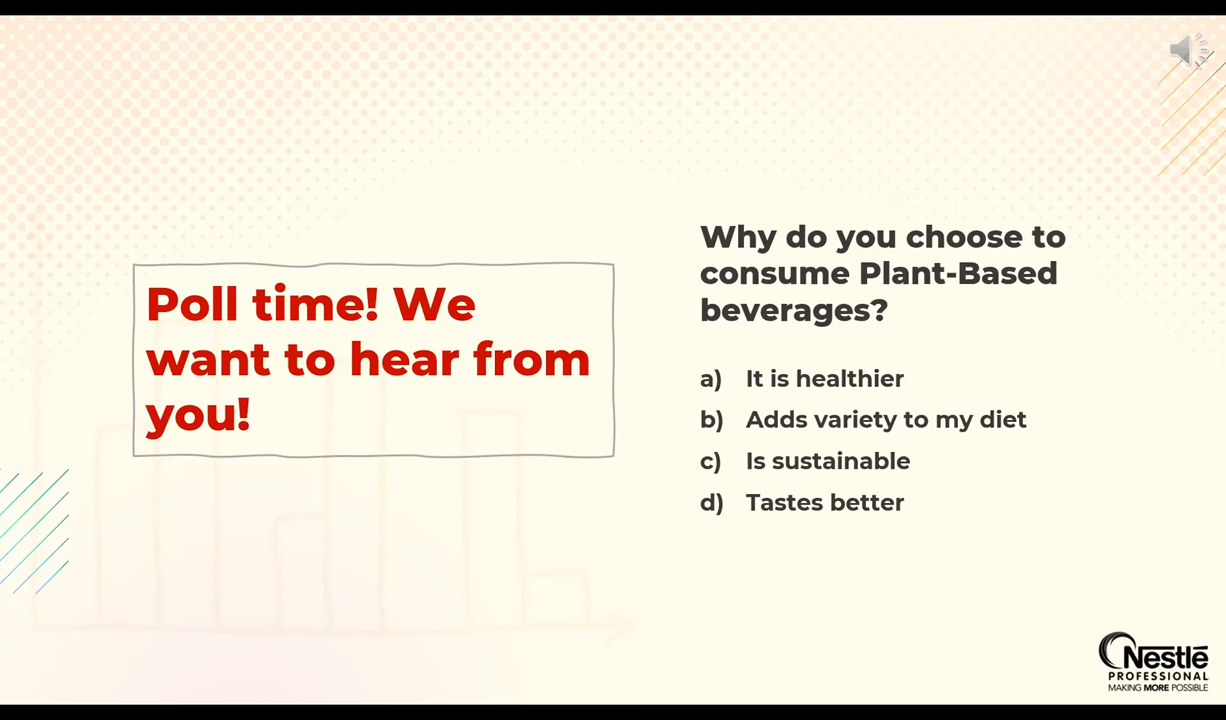 Poll time! We
want to hear from
you!
Why do you choose to
consume Plant-Based
beverages?
a) It is healthier
b) Adds variety to my diet
c) Is sustainable
d) Tastes better
Nestlé
PROFESSIONAL
MAKING MORE POSSIBLE